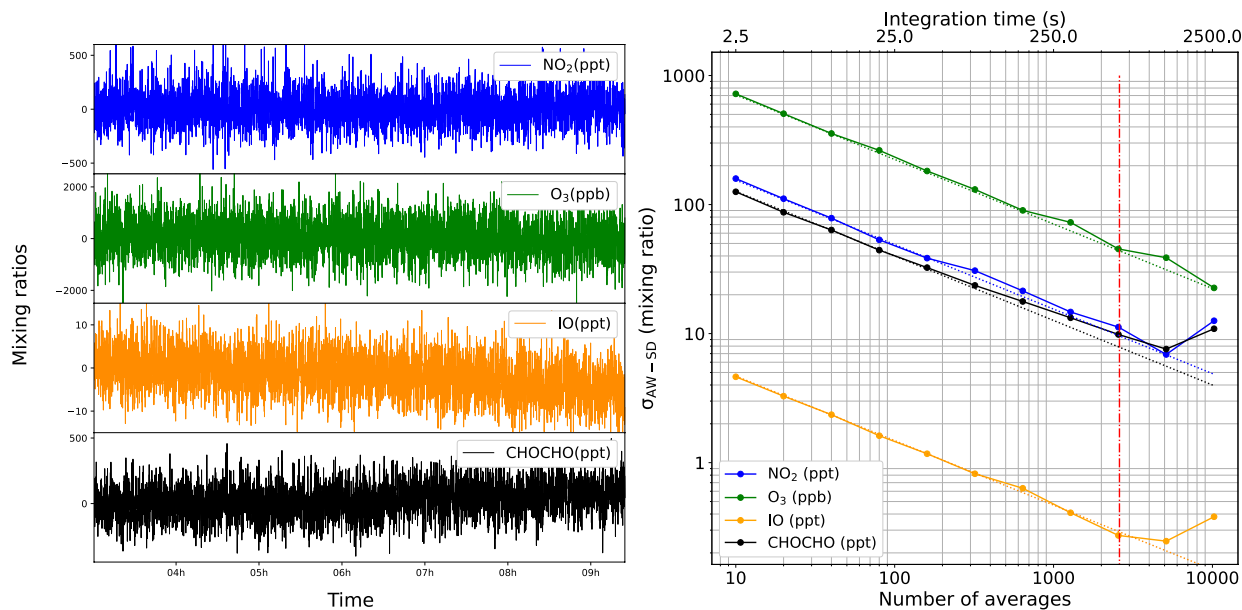 Mixing ratios
500
0
−500
NO2(ppt)
2000
0
−2000
O3(ppb)
10
0
−10
IO(ppt)
500
0
CHOCHO(ppt)
04h 05h 06h 07h 08h 09h
Time
Integration time (s)
2.5 25.0 250.0 2500.0
σAW−SD (mixing ratio)
1000
100
10
1
NO2 (ppt)
O3 (ppb)
IO (ppt)
CHOCHO (ppt)
10 100 1000 10000
Number of averages